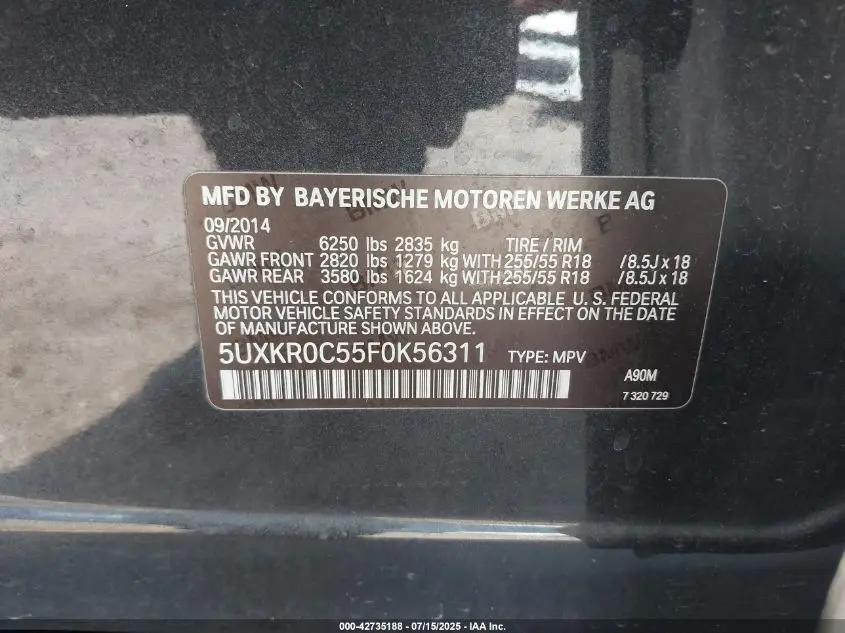 MFD BY BAYERISCHE MOTOREN WERKE AG
09/2014
GVWR 6250 lbs 2835 kg TIRE / RIM
GAWR FRONT 2820 lbs 1279 kg WITH 255/55 R18 /8.5J x 18
GAWR REAR 3580 lbs 1624 kg WITH 255/55 R18 /8.5J x 18
THIS VEHICLE CONFORMS TO ALL APPLICABLE U. S. FEDERAL
MOTOR VEHICLE SAFETY STANDARDS IN EFFECT ON THE DATE
OF MANUFACTURE SHOWN ABOVE.
5UXKR0C55F0K56311 TYPE: MPV
A90M
7 320 729
000-42735188 - 07/15/2025 - IAA Inc.